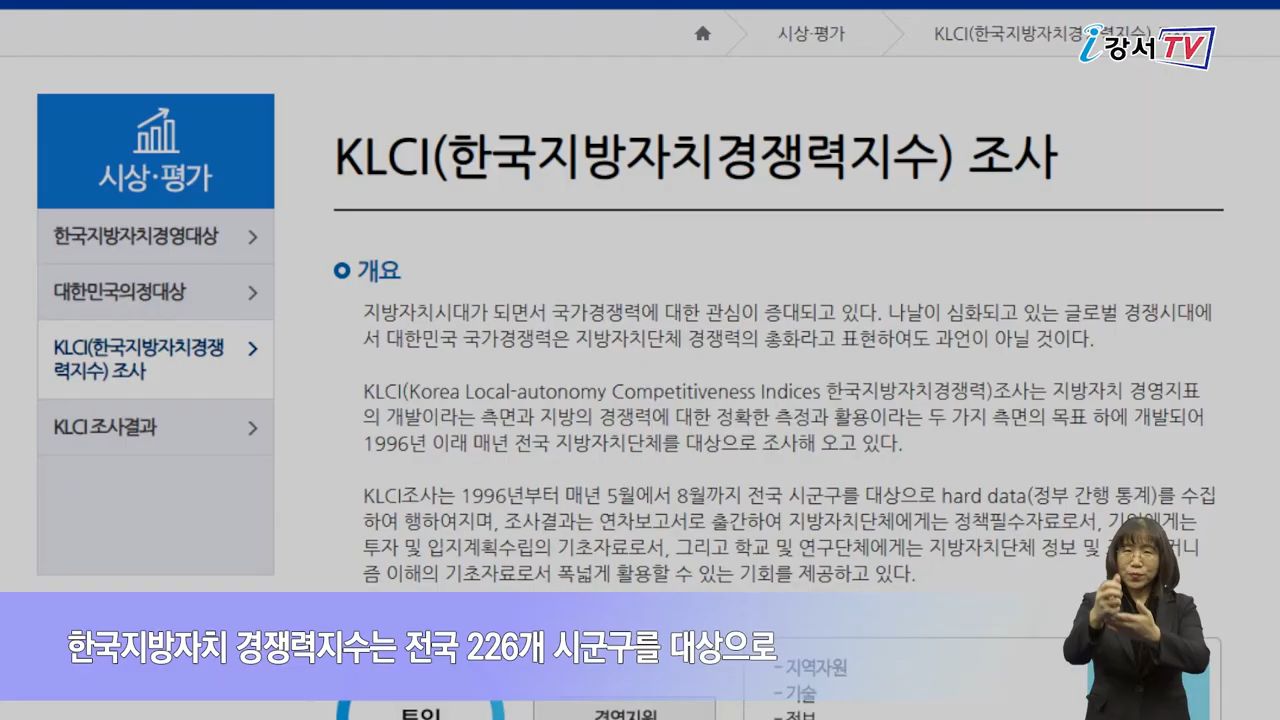 시상·평가
KLCI(한국지방자치경쟁력지수)
i강서TV
시상·평가
한국지방자치경영대상
대한민국의정대상
KLCI(한국지방자치경쟁
력지수) 조사
KLCI 조사결과
KLCI(한국지방자치경쟁력지수) 조사
개요
지방자치시대가 되면서 국가경쟁력에 대한 관심이 증대되고 있다. 나날이 심화되고 있는 글로벌 경쟁시대에
서 대한민국 국가경쟁력은 지방자치단체 경쟁력의 총화라고 표현하여도 과언이 아닐 것이다.
KLCI(Korea Local-autonomy Competitiveness Indices 한국지방자치경쟁력)조사는 지방자치 경영지표
의 개발이라는 측면과 지방의 경쟁력에 대한 정확한 측정과 활용이라는 두 가지 측면의 목표 하에 개발되어
1996년 이래 매년 전국 지방자치단체를 대상으로 조사해 오고 있다.
KLCI조사는 1996년부터 매년 5월에서 8월까지 전국 시군구를 대상으로 hard data(정부 간행 통계)를 수집
하여 행하여지며, 조사결과는 연차보고서로 출간하여 지방자치단체에게는 정책필수자료로서, 기업에게는
투자 및 입지계획수립의 기초자료로서, 그리고 학교 및 연구단체에게는 지방자치단체 정보 및 커니
즘 이해의 기초자료로서 폭넓게 활용할 수 있는 기회를 제공하고 있다.
한국지방자치 경쟁력지수는 전국 226개 시군구를 대상으로
- 지역자원
- 기술
- 정보
투입
경영지원